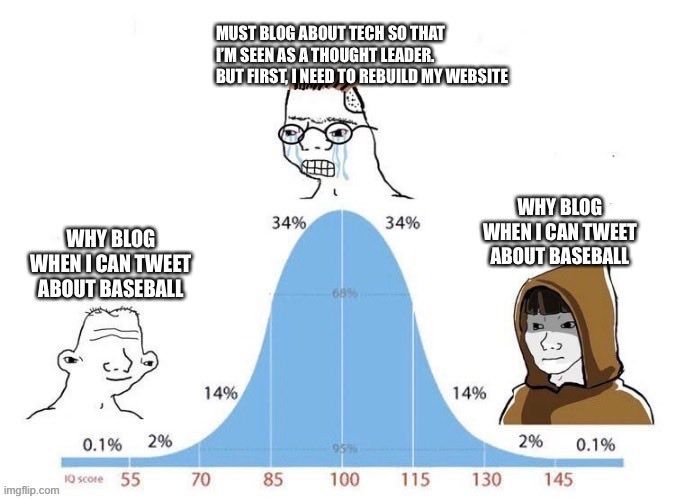 MUST BLOG ABOUT TECH SO THAT
I'M SEEN AS A THOUGHT LEADER.
BUT FIRST, I NEED TO REBUILD MY WEBSITE
WHY BLOG
WHEN I CAN TWEET
ABOUT BASEBALL
WHY BLOG
WHEN I CAN TWEET
ABOUT BASEBALL
34% 34%
68%
14% 14%
95%
0.1% 2% 2% 0.1%
IQ score 55 70 85 100 115 130 145
imgflip.com